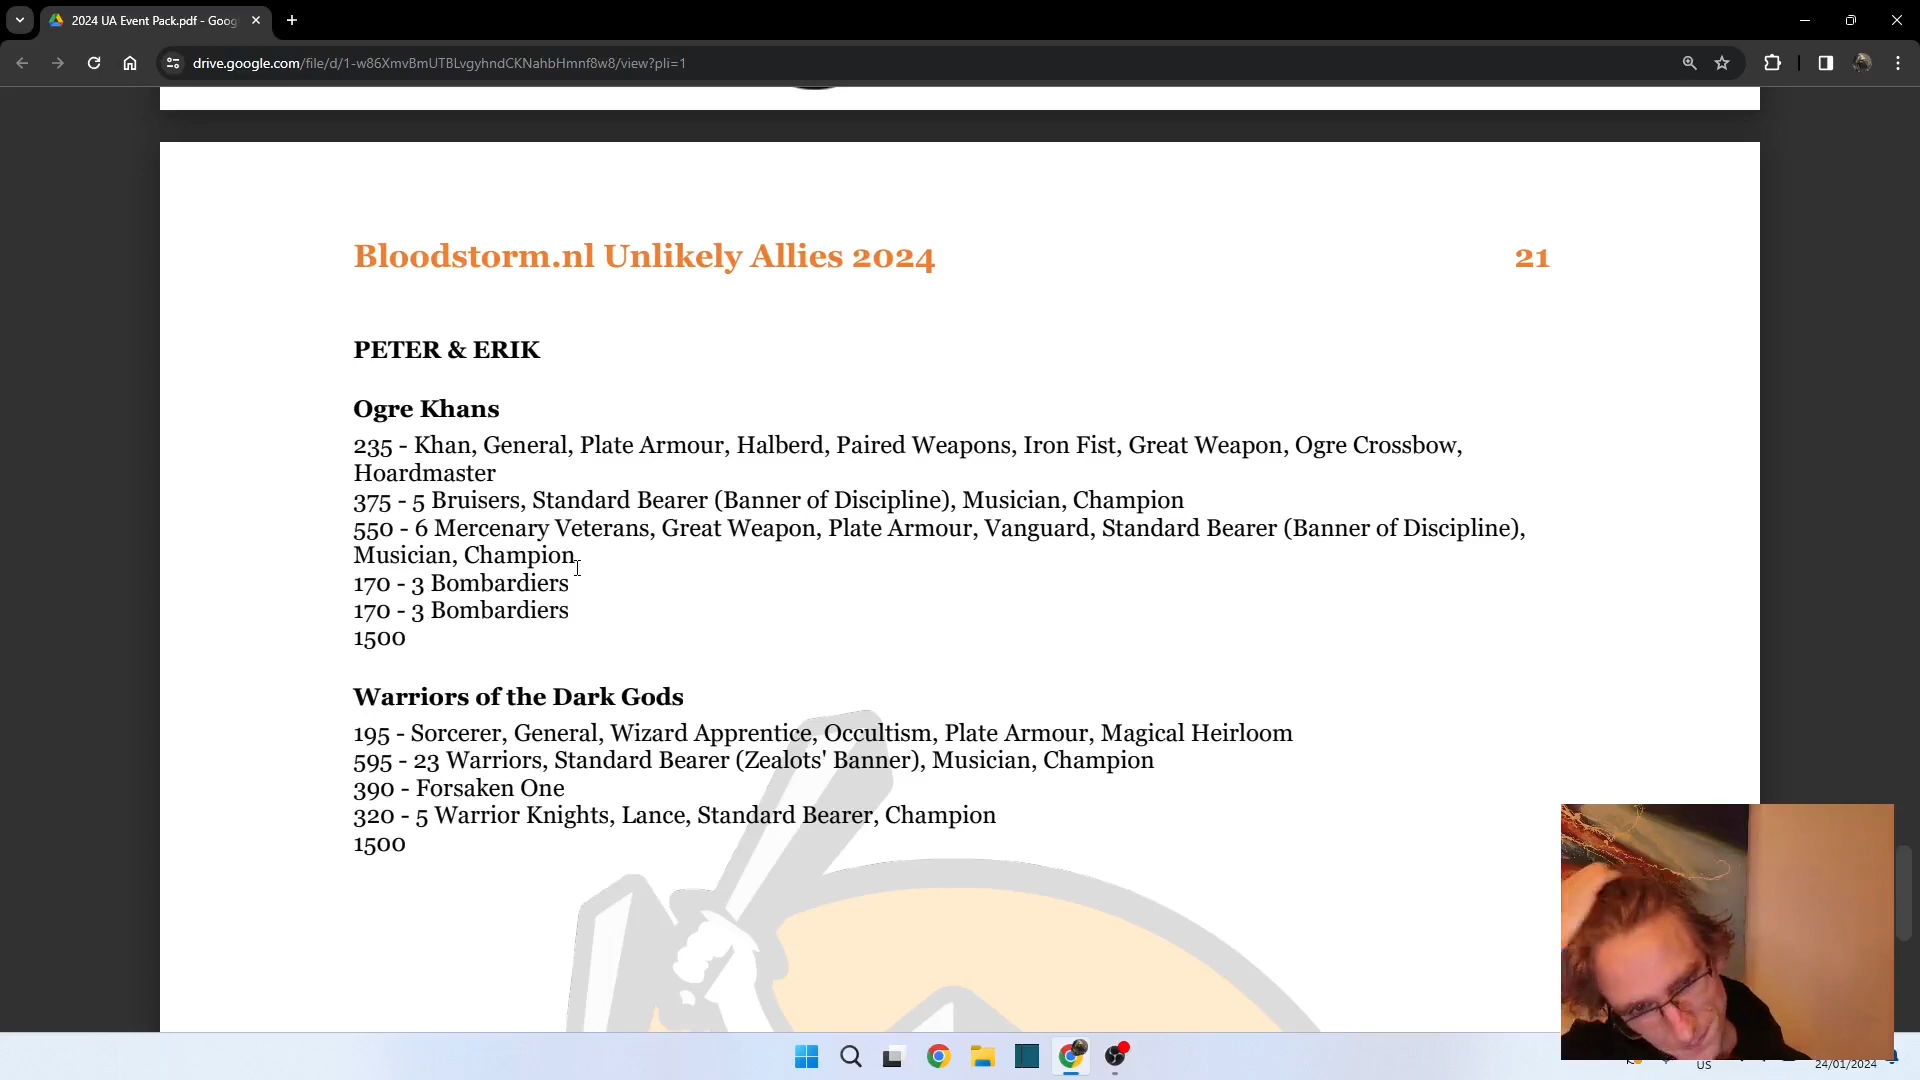 2024 UA Event Pack.pdf - Goog
drive.google.com/file/d/1-w86XmvBmUTBLvgyhndCKNahbHmnf8w8/view?pli=1
Bloodstorm.nl Unlikely Allies 2024 21
PETER & ERIK
Ogre Khans
235 - Khan, General, Plate Armour, Halberd, Paired Weapons, Iron Fist, Great Weapon, Ogre Crossbow,
Hoardmaster
375 - 5 Bruisers, Standard Bearer (Banner of Discipline), Musician, Champion
550 - 6 Mercenary Veterans, Great Weapon, Plate Armour, Vanguard, Standard Bearer (Banner of Discipline),
Musician, Champion
170 - 3 Bombardiers
170 - 3 Bombardiers
1500
Warriors of the Dark Gods
195 - Sorcerer, General, Wizard Apprentice, Occultism, Plate Armour, Magical Heirloom
595 - 23 Warriors, Standard Bearer (Zealots' Banner), Musician, Champion
390 - Forsaken One
320 - 5 Warrior Knights, Lance, Standard Bearer, Champion
1500
US
24/01/2024